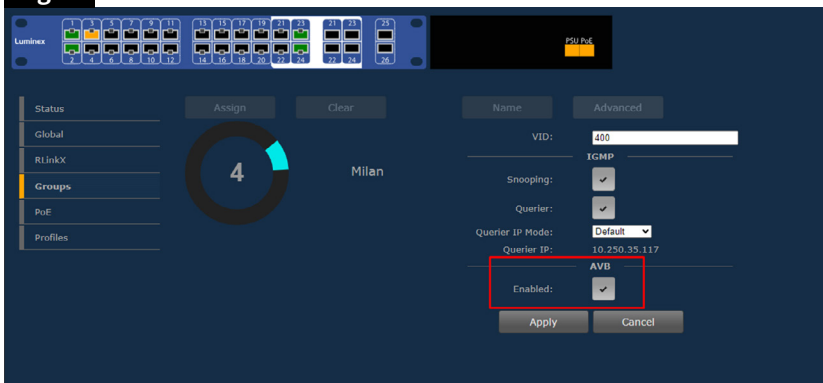 1 3 5 7 9 11 13 15 17 19 21 23 21 23 25
Luminex
PSU PoE
2 4 6 8 10 12 14 16 18 20 22 24 22 24 26
Status
Assign
Clear
Name
Advanced
Global
VID:
400
RLinkX
4
Milan
IGMP
Groups
Snooping:
PoE
Querier:
Profiles
Querier IP Mode:
Default
Querier IP:
10.250.35.117
AVB
Enabled:
Apply
Cancel